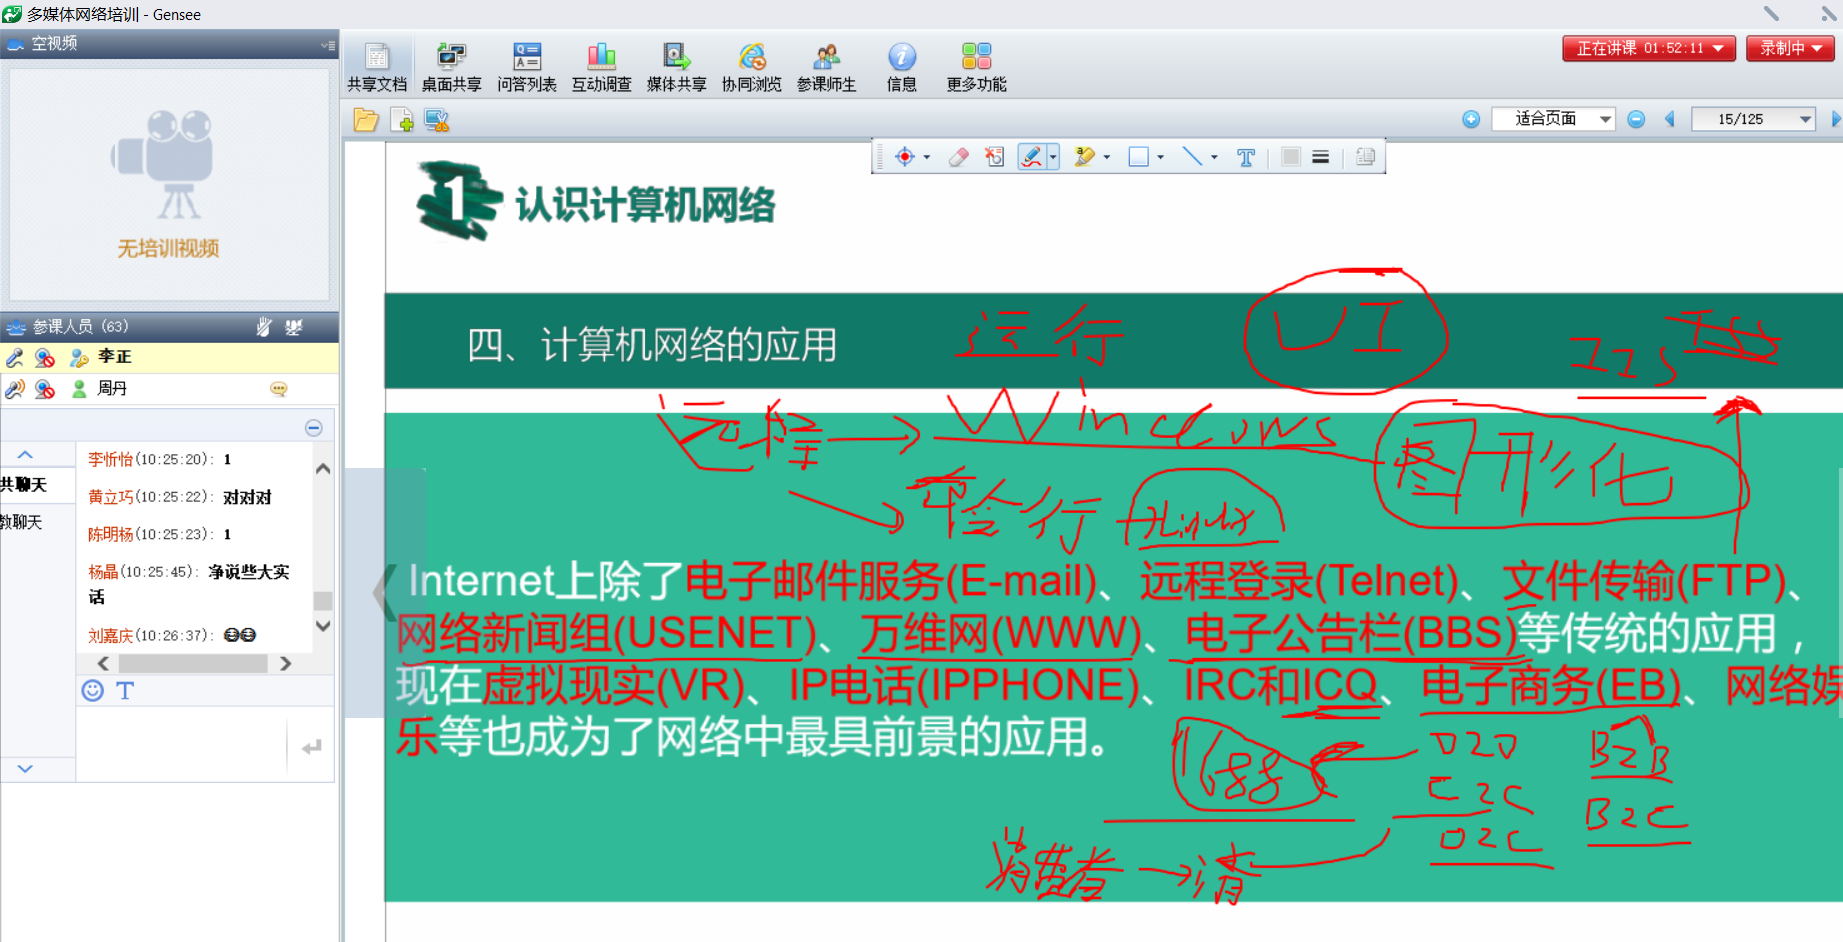 多媒体网络培训 - Gensee
空视频
无培训视频
参课人员 (63)
李正
周丹
共享文档
桌面共享
问答列表
互动调查
媒体共享
协同浏览
参课师生
信息
更多功能
正在讲课 01:52:11
录制中
适合页面
15/125
1 认识计算机网络
四、计算机网络的应用
运行
UI
IIS
远程 → Windows
图形化
命令行
Internet上除了电子邮件服务(E-mail)、远程登录(Telnet)、文件传输(FTP)、
网络新闻组(USENET)、万维网(WWW)、电子公告栏(BBS)等传统的应用，
现在虚拟现实(VR)、IP电话(IPPHONE)、IRC和ICQ、电子商务(EB)、网络娱
乐等也成为了网络中最具前景的应用。
1688
O2O
B2B
C2C
B2C
O2C
消费者 → 消
共聊天
教聊天
李忻怡(10:25:20): 1
黄立巧(10:25:22): 对对对
陈明杨(10:25:23): 1
杨晶(10:25:45): 净说些大实
话
刘嘉庆(10:26:37):